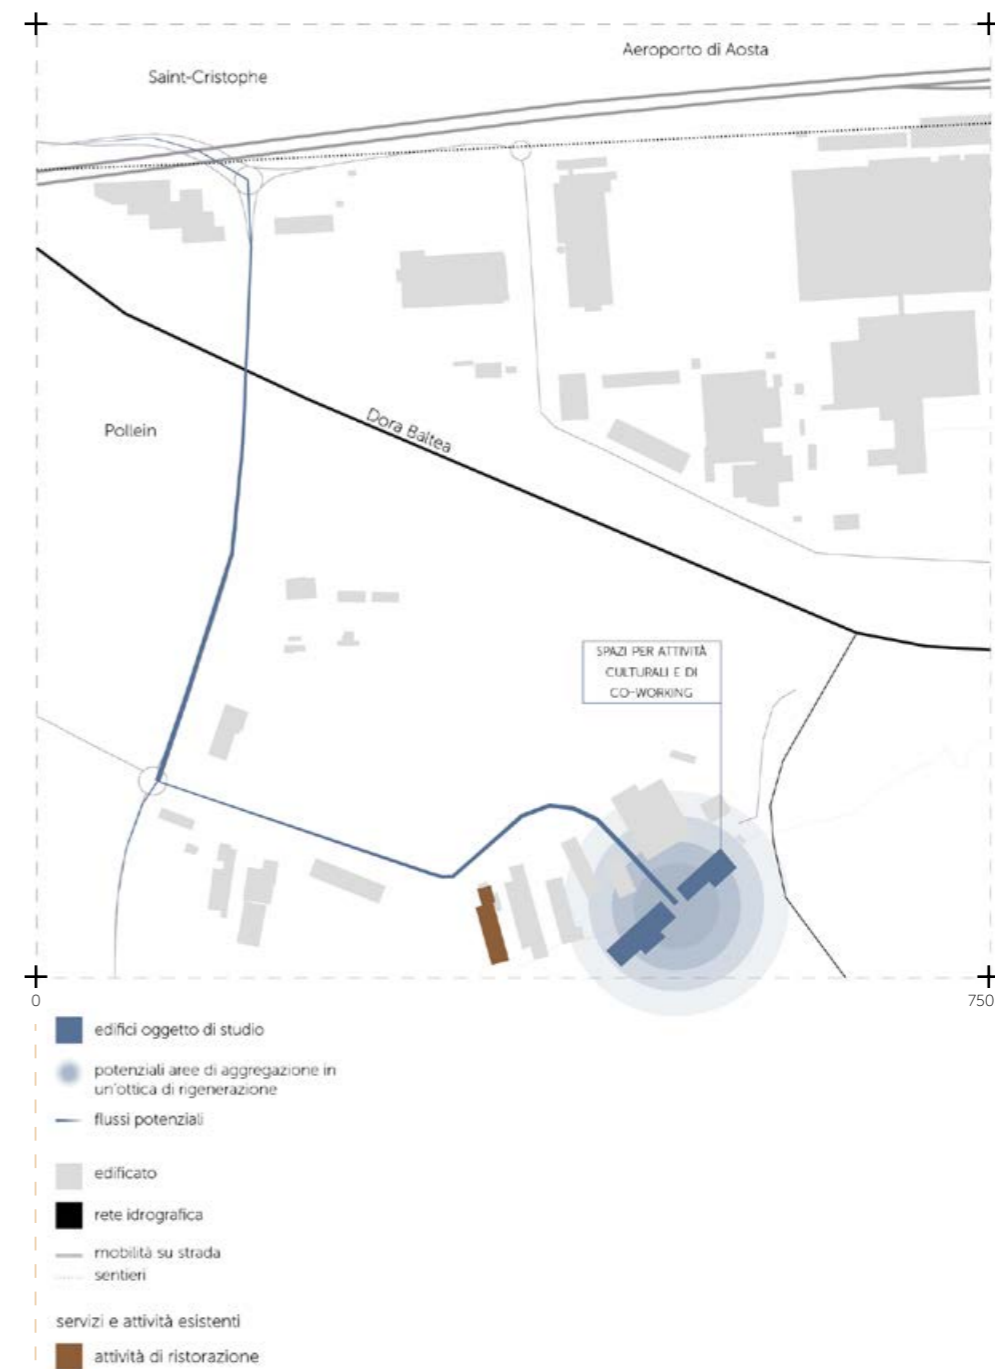 Aeroporto di Aosta
Saint-Cristophe
Pollein
Dora Baltea
SPAZI PER ATTIVITÀ
CULTURALI E DI
CO-WORKING
0
750
edifici oggetto di studio
potenziali aree di aggregazione in
un'ottica di rigenerazione
flussi potenziali
edificato
rete idrografica
mobilità su strada
sentieri
servizi e attività esistenti
attività di ristorazione